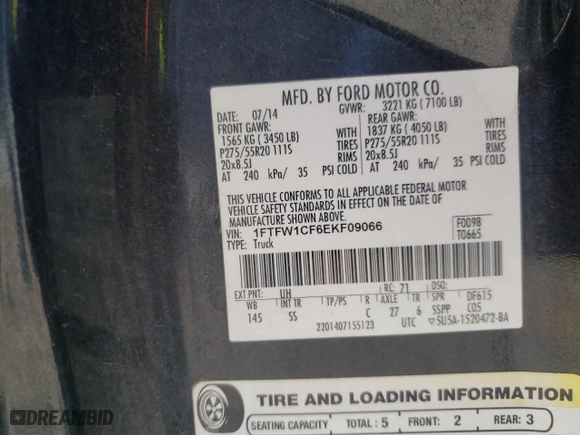 MFD. BY FORD MOTOR CO.
DATE: 07/14 GVWR: 3221 KG ( 7100 LB)
FRONT GAWR: REAR GAWR:
1565 KG ( 3450 LB) WITH 1837 KG ( 4050 LB) WITH
P275/55R20 111S TIRES P275/55R20 111S TIRES
20x8.5J RIMS 20x8.5J RIMS
AT 240 kPa/ 35 PSI COLD AT 240 kPa/ 35 PSI COLD
THIS VEHICLE CONFORMS TO ALL APPLICABLE FEDERAL MOTOR
VEHICLE SAFETY STANDARDS IN EFFECT ON THE DATE OF
MANUFACTURE SHOWN ABOVE.
VIN: 1FTFW1CF6EKF09066 F0098
TYPE: Truck T0665
EXT PNT: UH RC: 71 DSO:
WB INT TR TP/PS R AXLE TR SPR DF615
145 SS C 27 6 SSPP C05
2201407155123 UTC ▽5U5A-1520472-BA
TIRE AND LOADING INFORMATION
SEATING CAPACITY TOTAL: 5 FRONT: 2 REAR: 3
DREAMBID